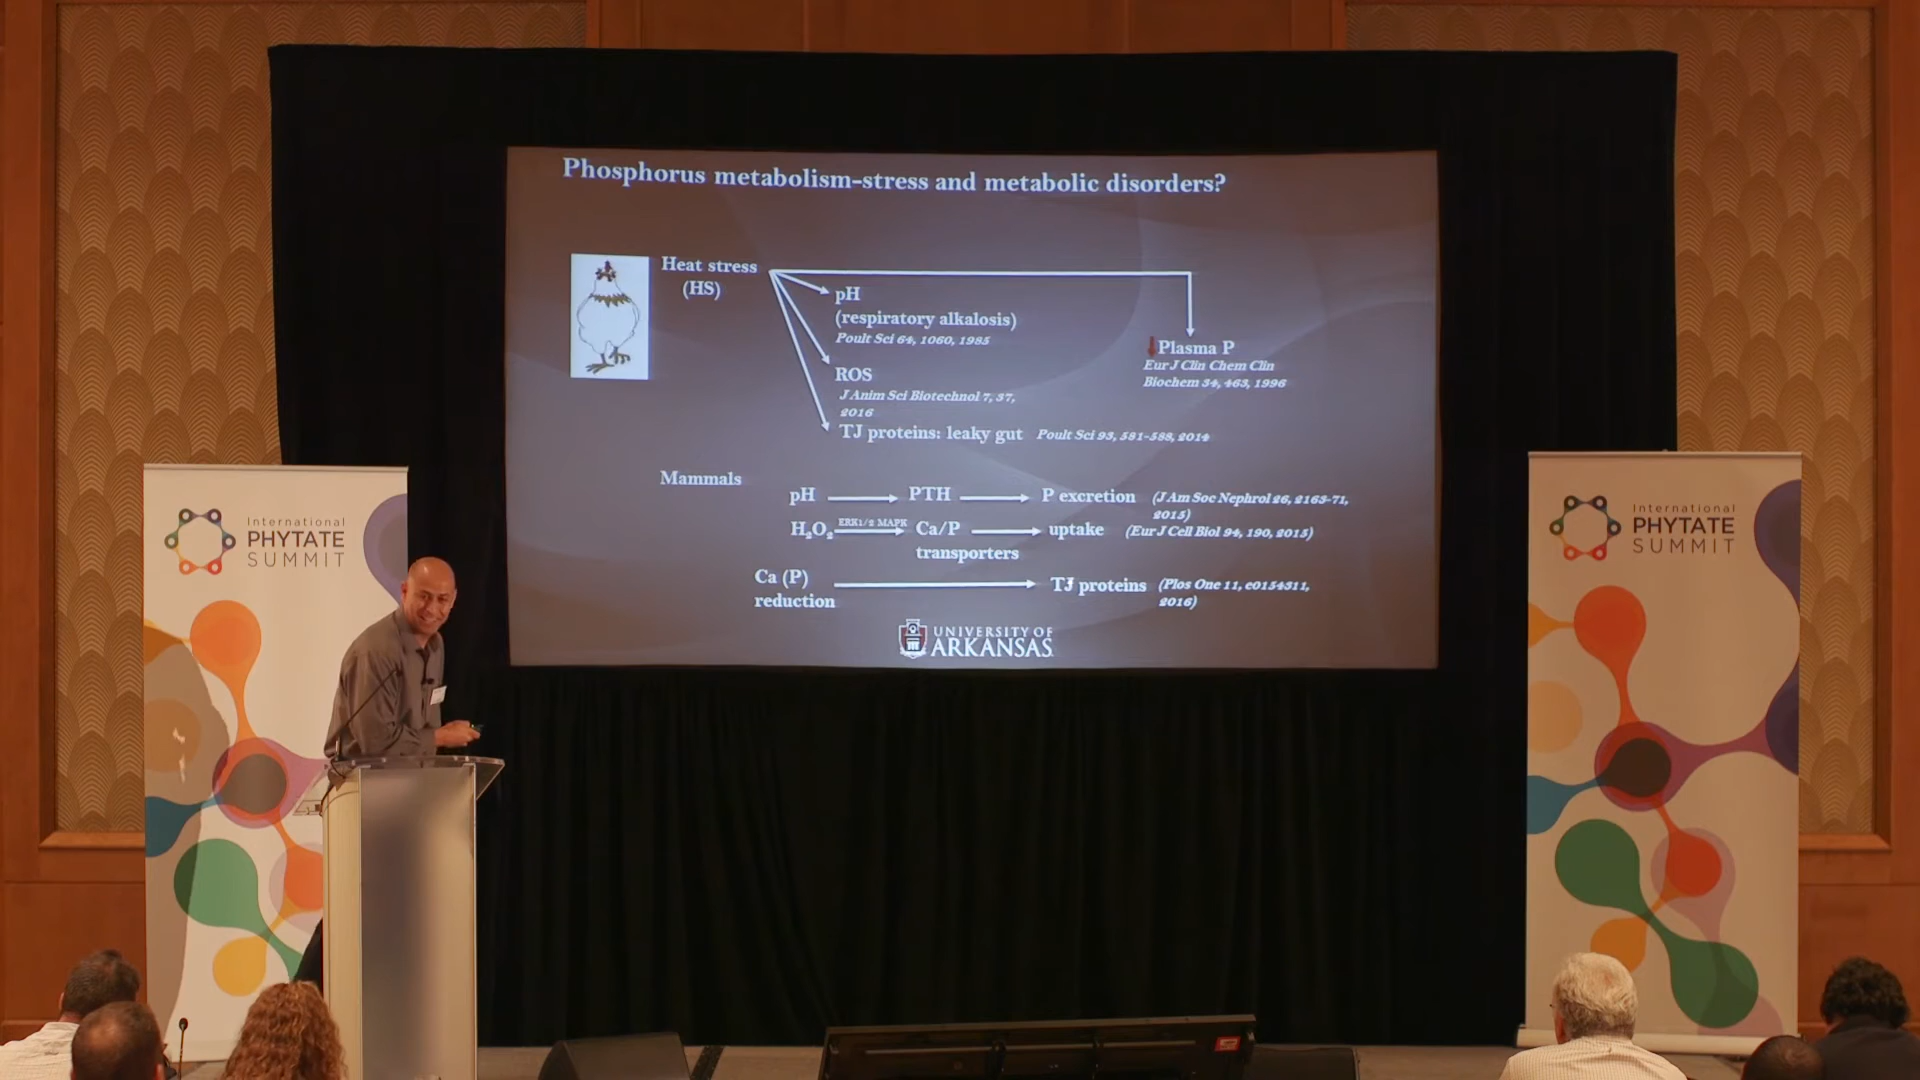 Phosphorus metabolism-stress and metabolic disorders?
Heat stress
(HS)
pH
(respiratory alkalosis)
Poult Sci 64, 1060, 1985
Plasma P
Eur J Clin Chem Clin
Biochem 34, 463, 1996
ROS
J Anim Sci Biotechnol 7, 37,
2016
TJ proteins: leaky gut Poult Sci 93, 581-588, 2014
Mammals
pH PTH P excretion (J Am Soc Nephrol 26, 2163-71,
2015)
H₂O₂ ERK1/2 MAPK Ca/P uptake (Eur J Cell Biol 94, 190, 2015)
transporters
Ca (P) TJ proteins (Plos One 11, e0154311,
reduction 2016)
UNIVERSITY OF
ARKANSAS
International
PHYTATE
SUMMIT
International
PHYTATE
SUMMIT